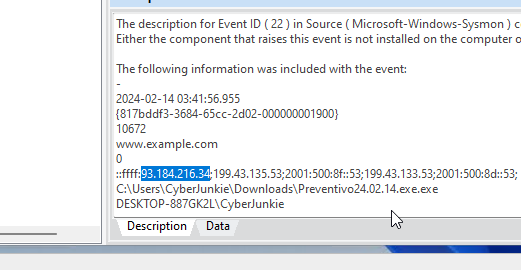 The description for Event ID ( 22 ) in Source ( Microsoft-Windows-Sysmon ) c
Either the component that raises this event is not installed on the computer o
The following information was included with the event:
-
2024-02-14 03:41:56.955
{817bddf3-3684-65cc-2d02-000000001900}
10672
www.example.com
0
::ffff:93.184.216.34;199.43.135.53;2001:500:8f::53;199.43.133.53;2001:500:8d::53;
C:\Users\CyberJunkie\Downloads\Preventivo24.02.14.exe.exe
DESKTOP-887GK2L\CyberJunkie
Description Data